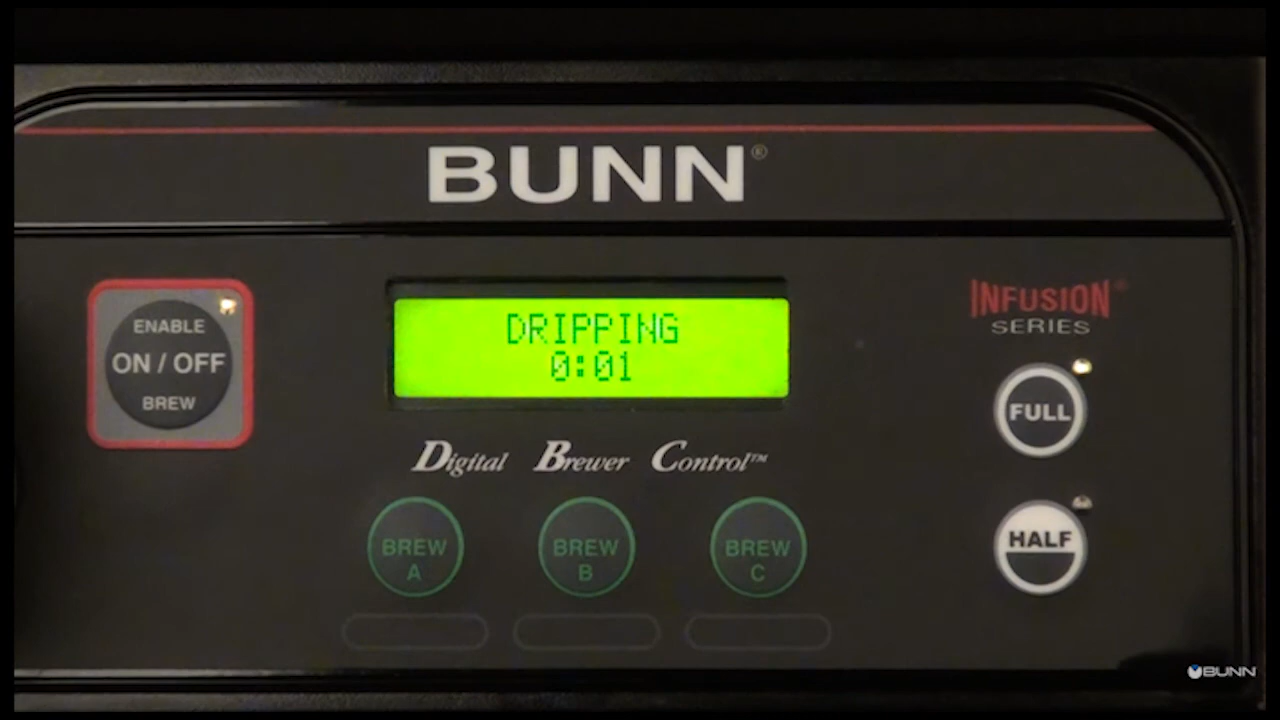 BUNN®
ENABLE
ON / OFF
BREW
DRIPPING
0:01
Digital Brewer Control™
INFUSION®
SERIES
FULL
HALF
BREW
A
BREW
B
BREW
C
BUNN